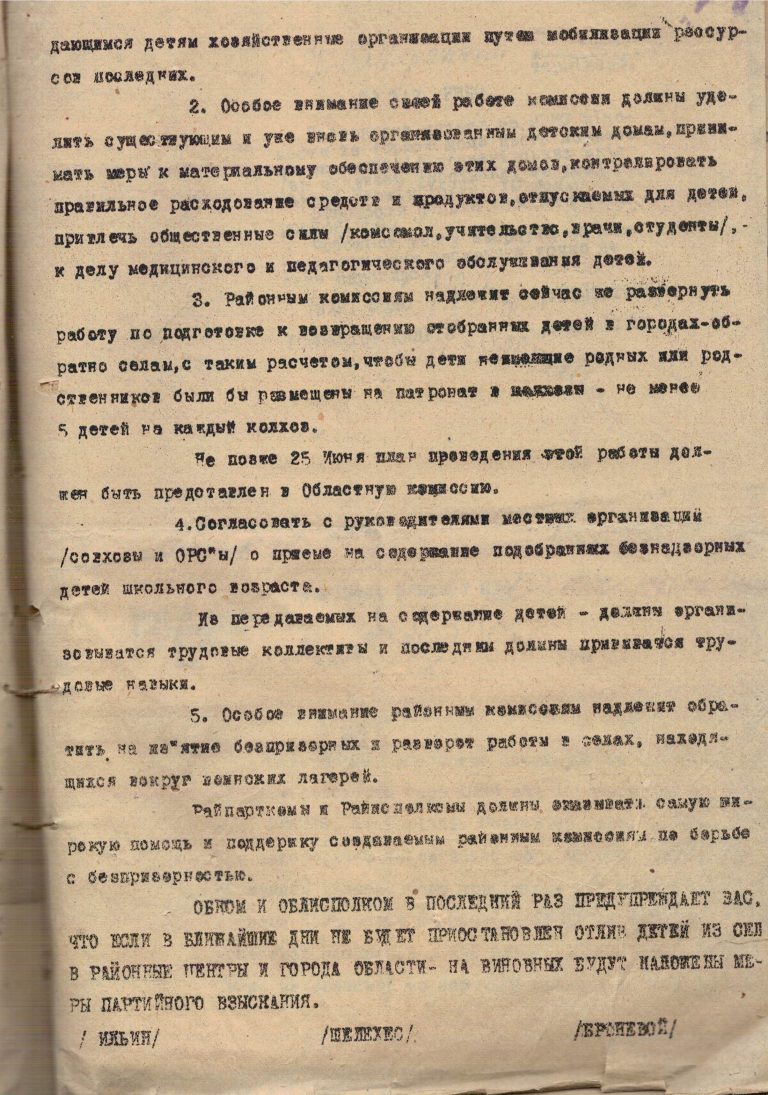 дающимся детям хозяйственные организации путем мобилизации рессур-
сов последних.
2. Особое внимание своей работе комиссии должны уде-
лить существующим и уже вновь организованным детским домам,прини-
мать меры к материальному обеспечению этих домов,контролировать
правильное расходование средств и продуктов,отпускаемых для детей,
привлечь общественные силы /комсомол,учительство,врачи,студенты/,-
к делу медицинского и педагогического обслуживания детей.
3. Районным комиссиям надлежит сейчас же развернуть
работу по подготовке к возвращению отобранных детей в городах-об-
ратно селам,с таким расчетом,чтобы дети неимеющие родных или род-
ственников были бы размещены на патронат в колхозы - не менее
5 детей на каждый колхоз.
Не позже 25 Июня план проведения этой работы дол-
жен быть представлен в Областную комиссию.
4.Согласовать с руководителями местных организаций
/совхозы и ОРС"ы/ о приеме на содержание подобранных безнадзорных
детей школьного возраста.
Из передаваемых на содержание детей - должны органи-
зовыватся трудовые коллективы и последним должны прививатся тру-
довые навыки.
5. Особое внимание районным комиссиям надлежит обра-
тить на из"ятие безпризорных и разворот работы в селах, находя-
щихся вокруг воинских лагерей.
Райпарткомы и Райисполкомы должны оказывать самую ши-
рокую помощь и поддержку создаваемым районным комиссиям по борьбе
с безпризорностью.
ОБКОМ И ОБЛИСПОЛКОМ В ПОСЛЕДНИЙ РАЗ ПРЕДУПРЕЖДАЕТ ВАС,
ЧТО ЕСЛИ В БЛИЖАЙШИЕ ДНИ НЕ БУДЕТ ПРИОСТАНОВЛЕН ОТЛИВ ДЕТЕЙ ИЗ СЕЛ
В РАЙОННЫЕ ЦЕНТРЫ И ГОРОДА ОБЛАСТИ- НА ВИНОВНЫХ БУДУТ НАЛОЖЕНЫ МЕ-
РЫ ПАРТИЙНОГО ВЗЫСКАНИЯ.
/ ИЛЬИН/ /ШЕЛЕХЕС/ /БРОНЕВОЙ/